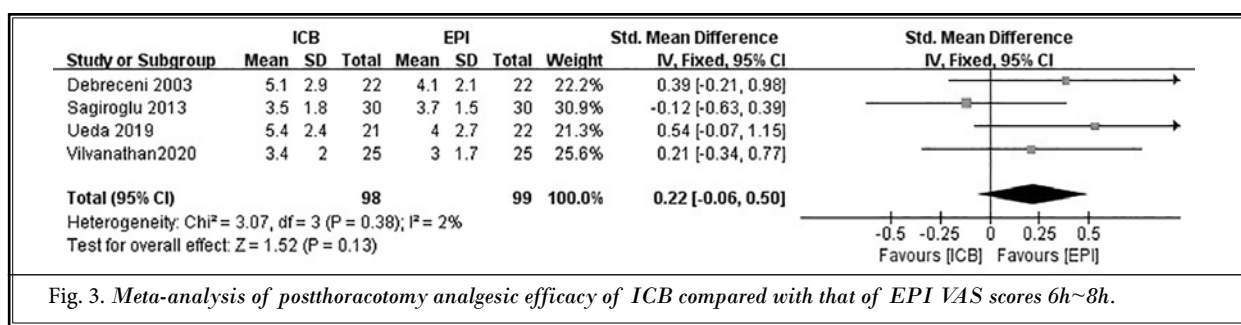 ICB EPI Std. Mean Difference Std. Mean Difference
Study or Subgroup Mean SD Total Mean SD Total Weight IV, Fixed, 95% CI IV, Fixed, 95% CI
Debreceni 2003 5.1 2.9 22 4.1 2.1 22 22.2% 0.39 [-0.21, 0.98]
Sagiroglu 2013 3.5 1.8 30 3.7 1.5 30 30.9% -0.12 [-0.63, 0.39]
Ueda 2019 5.4 2.4 21 4 2.7 22 21.3% 0.54 [-0.07, 1.15]
Vilvanathan2020 3.4 2 25 3 1.7 25 25.6% 0.21 [-0.34, 0.77]
Total (95% CI) 98 99 100.0% 0.22 [-0.06, 0.50]
Heterogeneity: Chi² = 3.07, df = 3 (P = 0.38); I² = 2%
Test for overall effect: Z = 1.52 (P = 0.13)
-0.5 -0.25 0 0.25 0.5
Favours [ICB] Favours [EPI]
Fig. 3. Meta-analysis of postthoracotomy analgesic efficacy of ICB compared with that of EPI VAS scores 6h~8h.